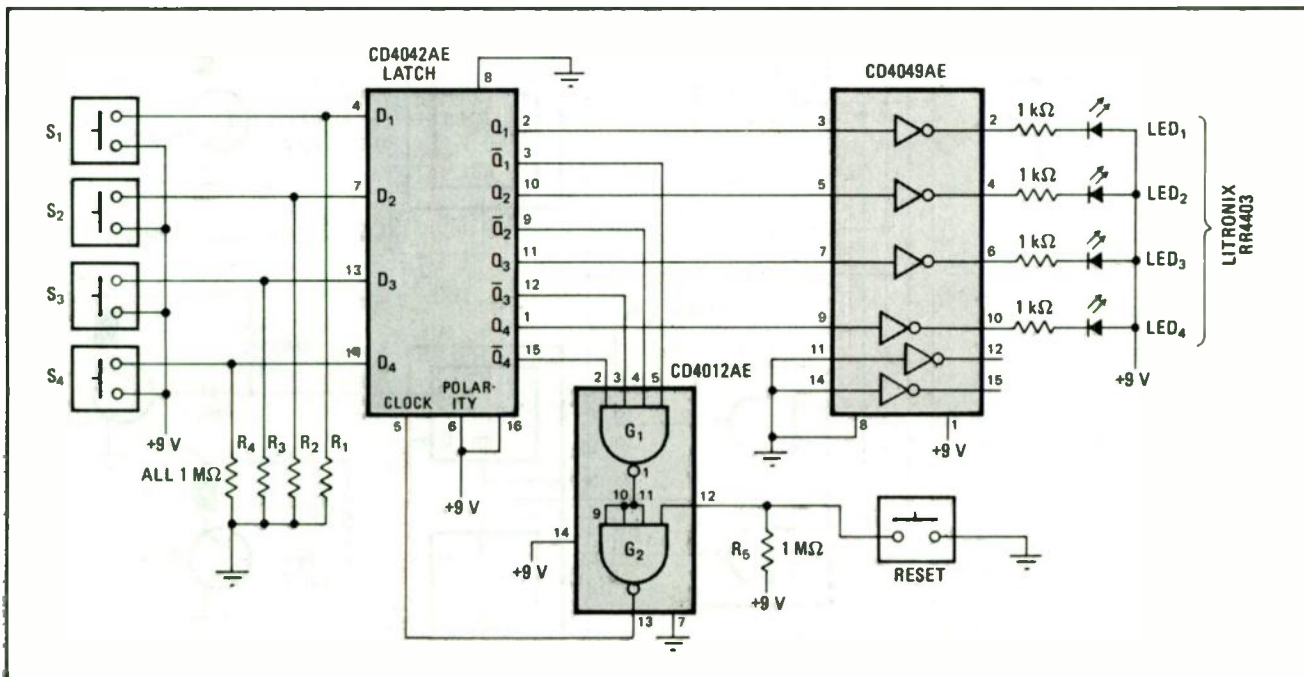 CD4042AE
LATCH
8
CD4049AE
S₁
4
D₁
Q₁
2
3
2
1 kΩ
LED₁
Q̅₁
3
S₂
7
D₂
Q₂
10
5
4
1 kΩ
LED₂
Q̅₂
9
S₃
13
D₃
Q₃
11
7
6
1 kΩ
LED₃
Q̅₃
12
S₄
D₄
Q₄
1
9
10
1 kΩ
LED₄
Q̅₄
15
LITRONIX
RR4403
11
12
14
15
+9 V
CD4012AE
2 3 4 5
CLOCK
POLAR-
ITY
5
6
16
8
1
+9 V
+9 V
R₄ R₃ R₂ R₁
ALL 1 MΩ
+9 V
G₁
1
9 10 11
12
G₂
14
+9 V
R₅
1 MΩ
+9 V
RESET
13
7